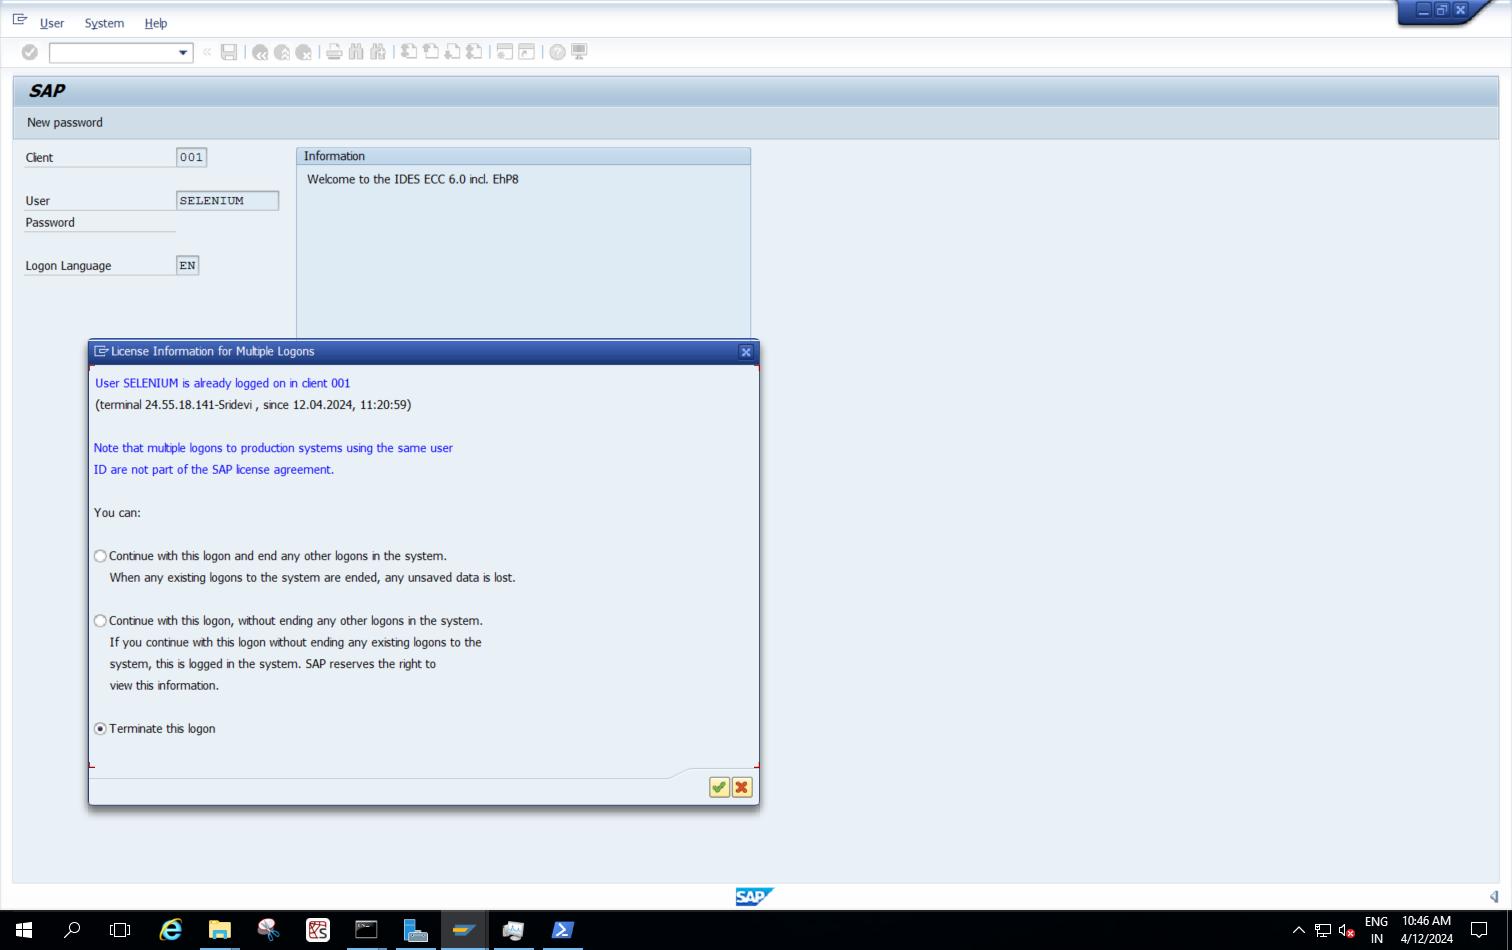 User System Help
SAP
New password
Client 001
Information
Welcome to the IDES ECC 6.0 incl. EhP8
User SELENIUM
Password
Logon Language EN
License Information for Multiple Logons
User SELENIUM is already logged on in client 001
(terminal 24.55.18.141-Sridevi , since 12.04.2024, 11:20:59)
Note that multiple logons to production systems using the same user
ID are not part of the SAP license agreement.
You can:
Continue with this logon and end any other logons in the system.
When any existing logons to the system are ended, any unsaved data is lost.
Continue with this logon, without ending any other logons in the system.
If you continue with this logon without ending any existing logons to the
system, this is logged in the system. SAP reserves the right to
view this information.
Terminate this logon
SAP
ENG
IN
10:46 AM
4/12/2024